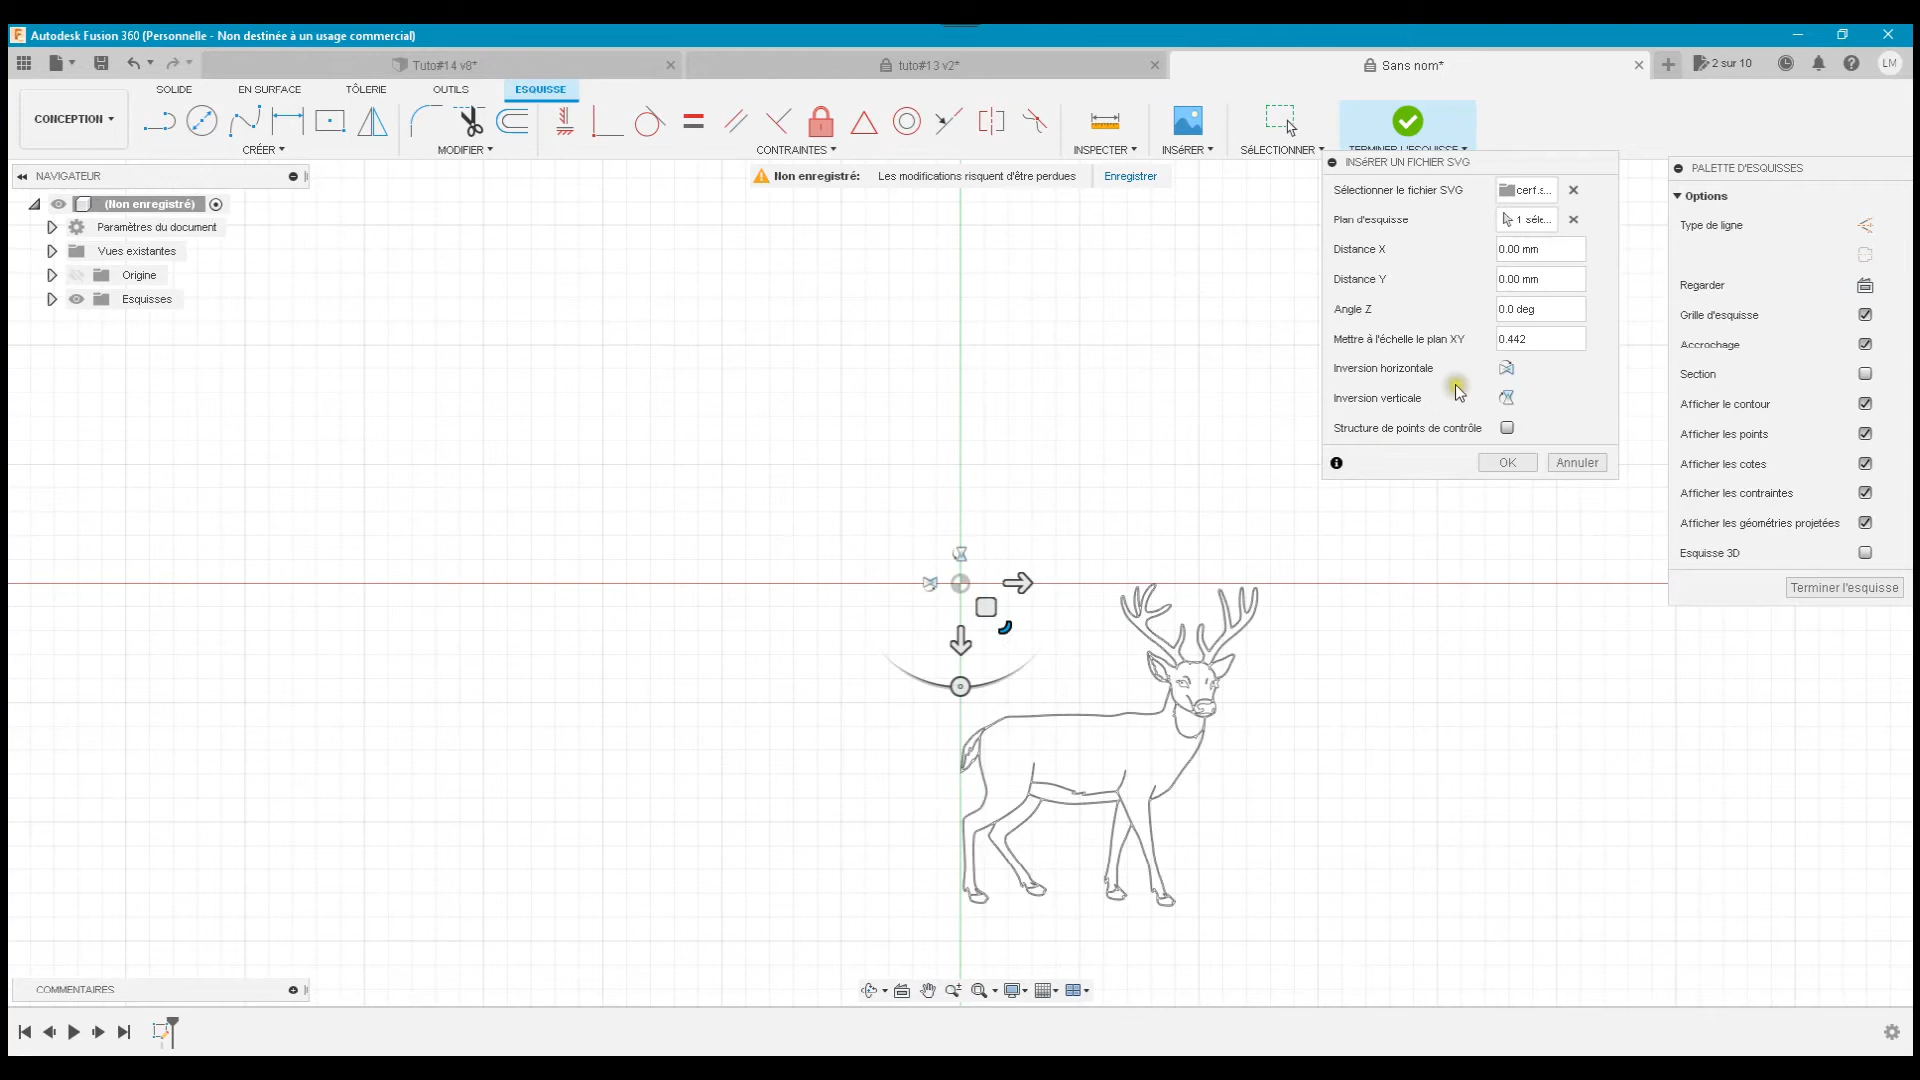 Autodesk Fusion 360 (Personnelle - Non destinée à un usage commercial)
Tuto#14 v8*
tuto#13 v2*
Sans nom*
2 sur 10
LM
SOLIDE
EN SURFACE
TÔLERIE
OUTILS
ESQUISSE
CONCEPTION
CRÉER
MODIFIER
CONTRAINTES
INSPECTER
INSéRER
SéLECTIONNER
TERMINER L'ESQUISSE
NAVIGATEUR
(Non enregistré)
Paramètres du document
Vues existantes
Origine
Esquisses
Non enregistré: Les modifications risquent d'être perdues Enregistrer
INSéRER UN FICHIER SVG
Sélectionner le fichier SVG cerf.s...
Plan d'esquisse 1 séle...
Distance X 0.00 mm
Distance Y 0.00 mm
Angle Z 0.0 deg
Mettre à l'échelle le plan XY 0.442
Inversion horizontale
Inversion verticale
Structure de points de contrôle
OK Annuler
PALETTE D'ESQUISSES
Options
Type de ligne
Regarder
Grille d'esquisse
Accrochage
Section
Afficher le contour
Afficher les points
Afficher les cotes
Afficher les contraintes
Afficher les géométries projetées
Esquisse 3D
Terminer l'esquisse
COMMENTAIRES